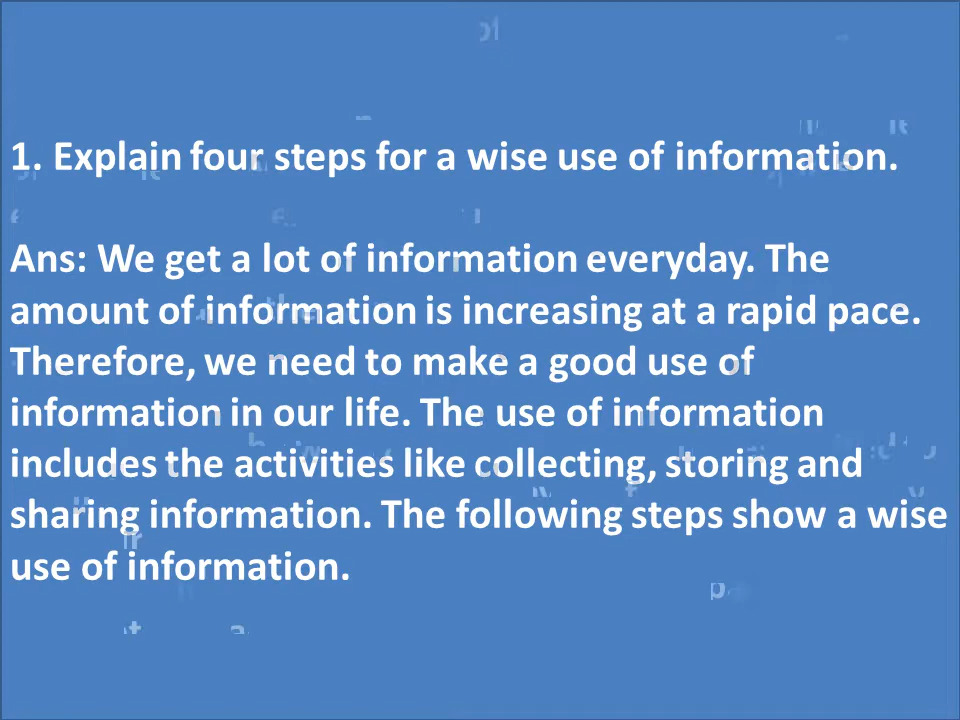 1. Explain four steps for a wise use of information.
Ans: We get a lot of information everyday. The
amount of information is increasing at a rapid pace.
Therefore, we need to make a good use of
information in our life. The use of information
includes the activities like collecting, storing and
sharing information. The following steps show a wise
use of information.